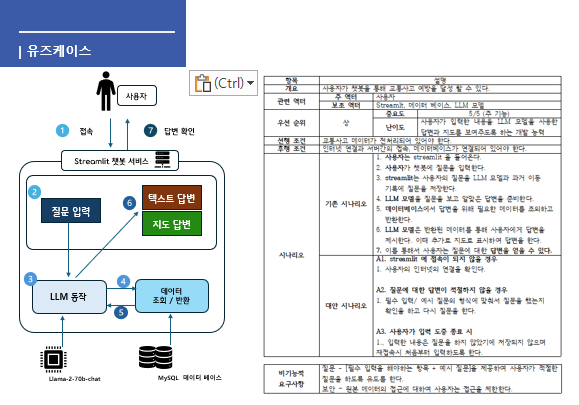 | 유즈케이스
(Ctrl)
사용자
1 접속
7 답변 확인
Streamlit 챗봇 서비스
2
질문 입력
6
텍스트 답변
지도 답변
3
LLM 동작
4
5
데이터
조회 / 반환
Llama-2-70b-chat
MySQL 데이터 베이스
항목 설명
개요 사용자가 챗봇을 통해 교통사고 예방을 달성 할 수 있다.
관련 액터 주 액터 사용자
보조 액터 Streamlit, 데이터 베이스, LLM 모델
우선 순위 상 중요도 5/5 (주 기능)
난이도 사용자가 입력한 내용을 LLM 모델을 사용한
답변과 지도를 보여주도록 하는 개발 능력
선행 조건 교통사고 데이터가 전처리되어 있어야 한다.
후행 조건 인터넷 연결과 서버간의 접속, 데이터베이스가 연결되어 있어야 한다.
시나리오
기존 시나리오
1. 사용자는 streamlit 을 들어온다.
2. 사용자가 챗봇에 질문을 입력한다.
3. streamlit는 사용자의 질문을 LLM 모델과 과거 이동
기록에 질문을 저장한다.
4. LLM 모델은 질문을 보고 알맞은 답변을 준비한다.
5. 데이터베이스에서 답변을 위해 필요한 데이터를 조회하고
반환한다.
6. LLM 모델은 반환된 데이터를 통해 사용자에게 답변을
제시한다. 이때 추가로 지도로 표시하여 답변을 한다.
7. 이를 통해서 사용자는 질문에 대한 답변을 얻을 수 있다.
대안 시나리오
A1. streamlit 에 접속이 되지 않을 경우
1. 사용자의 인터넷의 연결을 확인한다.
A2. 질문에 대한 답변이 적절하지 않을 경우
1. 필수 입력/ 예시 질문의 형식에 맞춰서 질문을 했는지
확인을 하고 다시 질문을 한다.
A3. 사용자가 입력 도중 종료 시
1.. 입력한 내용은 질문을 하지 않았기에 저장되지 않으며
재접속시 처음부터 입력하도록 한다.
비기능적
요구사항
질문 - [필수 입력을 해야하는 항목 + 예시 질문]을 제공하여 사용자가 적절한
질문을 하도록 유도를 한다.
보안 - 원본 데이터의 접근에 대하여 사용자는 접근을 제한한다.